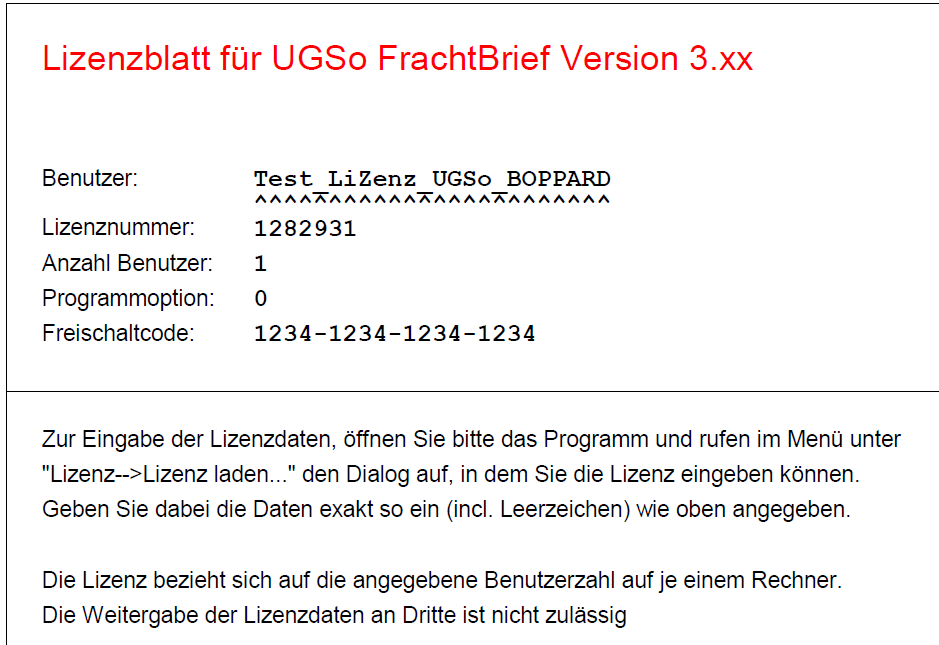 Lizenzblatt für UGSo FrachtBrief Version 3.xx
Benutzer: Test_LiZenz_UGSo_BOPPARD
^^^^^^^^^^^^^^^^^^^^^^^^
Lizenznummer: 1282931
Anzahl Benutzer: 1
Programmoption: 0
Freischaltcode: 1234-1234-1234-1234
Zur Eingabe der Lizenzdaten, öffnen Sie bitte das Programm und rufen im Menü unter
"Lizenz-->Lizenz laden..." den Dialog auf, in dem Sie die Lizenz eingeben können.
Geben Sie dabei die Daten exakt so ein (incl. Leerzeichen) wie oben angegeben.
Die Lizenz bezieht sich auf die angegebene Benutzerzahl auf je einem Rechner.
Die Weitergabe der Lizenzdaten an Dritte ist nicht zulässig